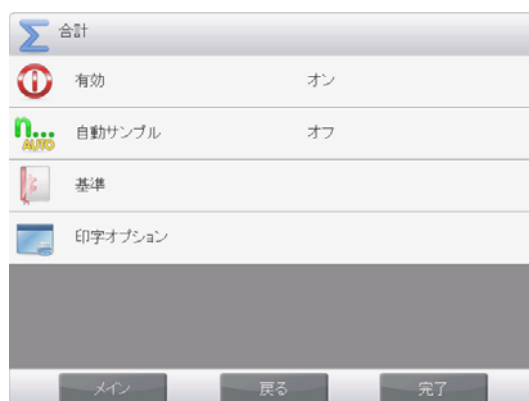 合計
有効 オン
n... AUTO
自動サンプル オフ
基準
印字オプション
メイン 戻る 完了